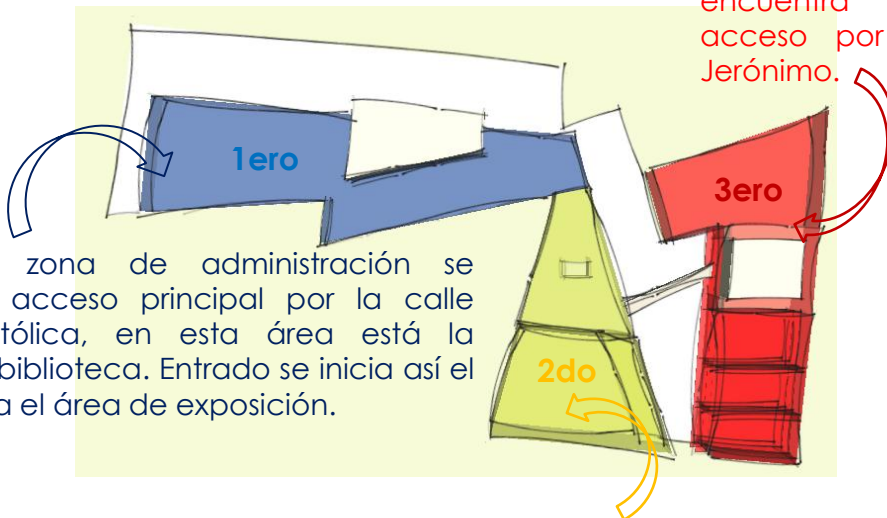 encuentra
acceso por
Jerónimo.
1ero
3ero
zona de administración se
acceso principal por la calle
tólica, en esta área está la
biblioteca. Entrado se inicia así el
a el área de exposición.
2do